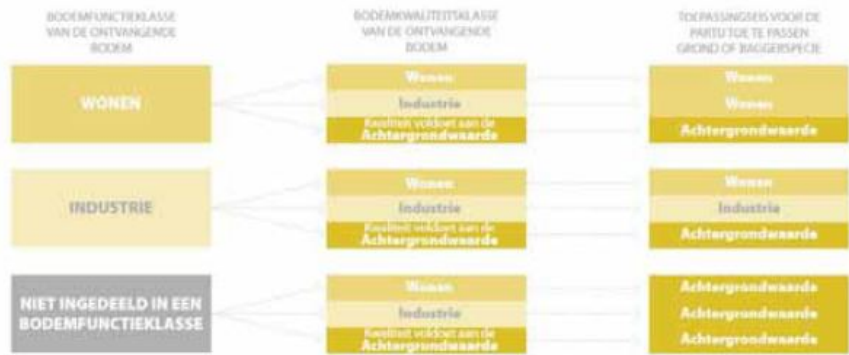 BODEMFUNCTIEKLASSE
VAN DE ONTVANGENDE
BODEM
BODEMKWALITEITSKLASSE
VAN DE ONTVANGENDE
BODEM
TOEPASSINGSEIS VOOR DE
PARTIJ TOE TE PASSEN
GROND OF BAGGERSPECIE
WONEN
Wonen
Industrie
Kwaliteit voldoet aan de
Achtergrondwaarde
Wonen
Wonen
Achtergrondwaarde
INDUSTRIE
Wonen
Industrie
Kwaliteit voldoet aan de
Achtergrondwaarde
Wonen
Industrie
Achtergrondwaarde
NIET INGEDEELD IN EEN
BODEMFUNCTIEKLASSE
Wonen
Industrie
Kwaliteit voldoet aan de
Achtergrondwaarde
Achtergrondwaarde
Achtergrondwaarde
Achtergrondwaarde